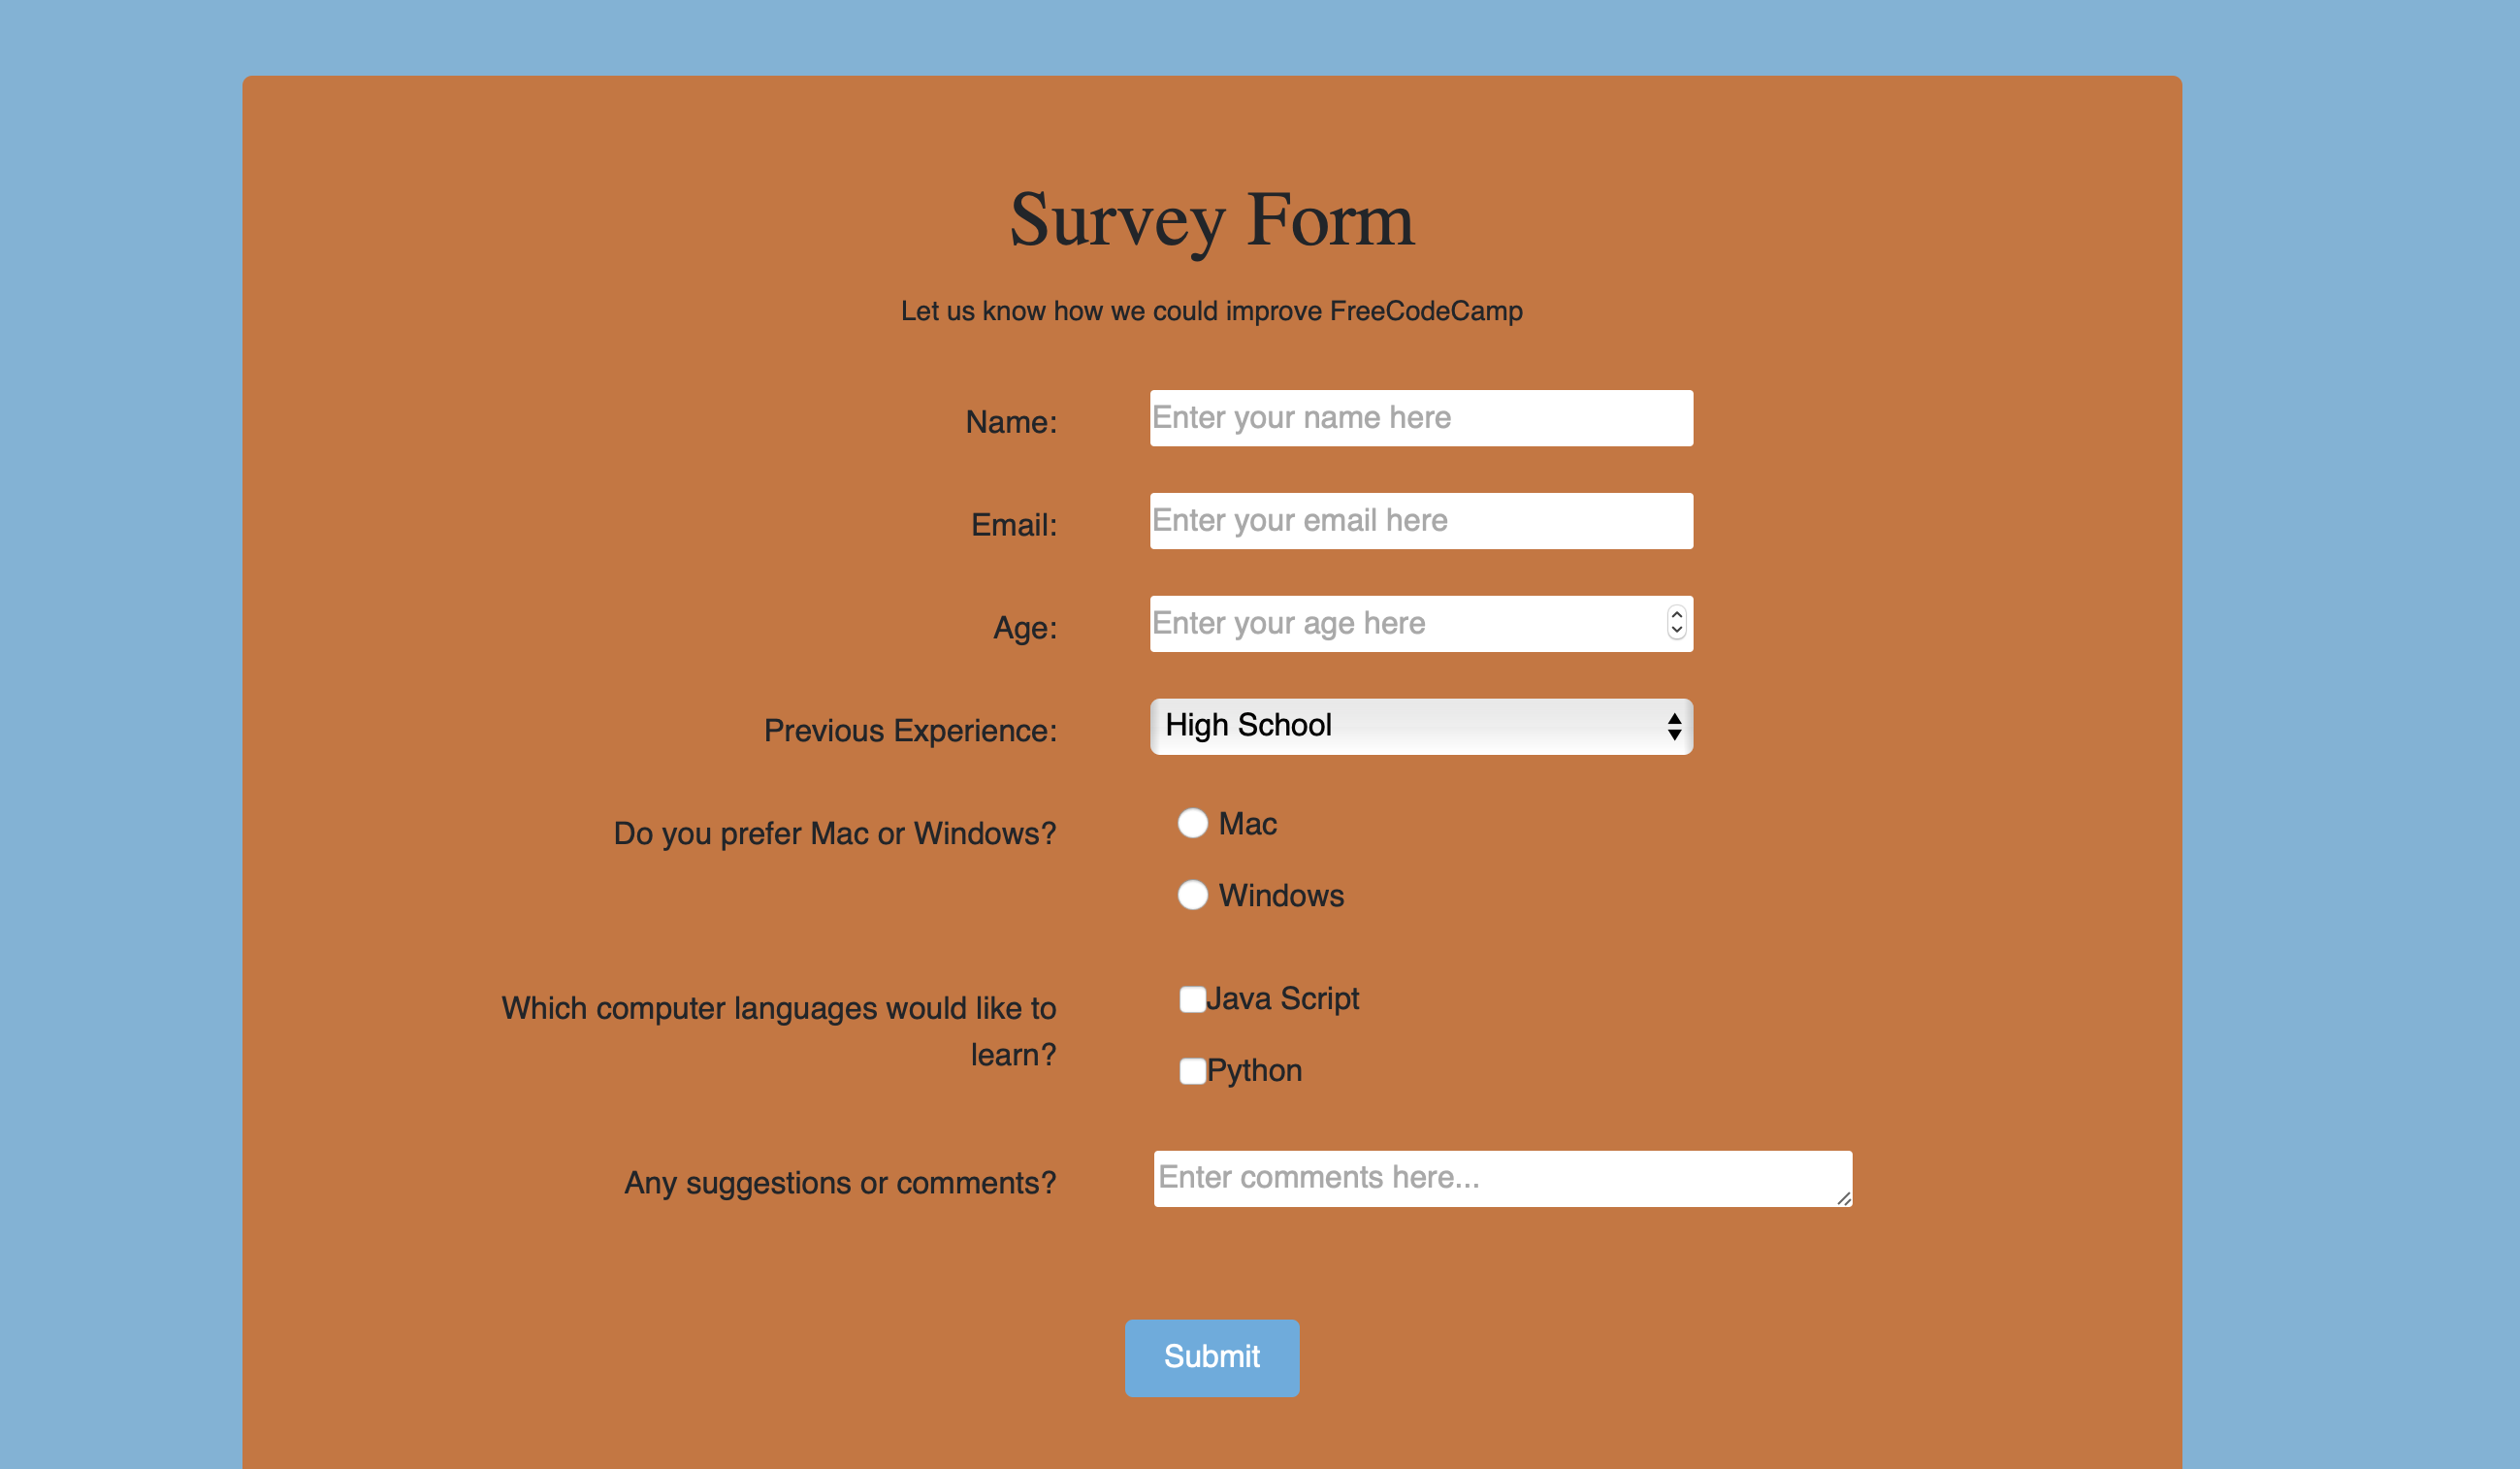 Survey Form
Let us know how we could improve FreeCodeCamp
Name:
Enter your name here
Email:
Enter your email here
Age:
Enter your age here
Previous Experience:
High School
Do you prefer Mac or Windows?
Mac
Windows
Which computer languages would like to
learn?
Java Script
Python
Any suggestions or comments?
Enter comments here...
Submit